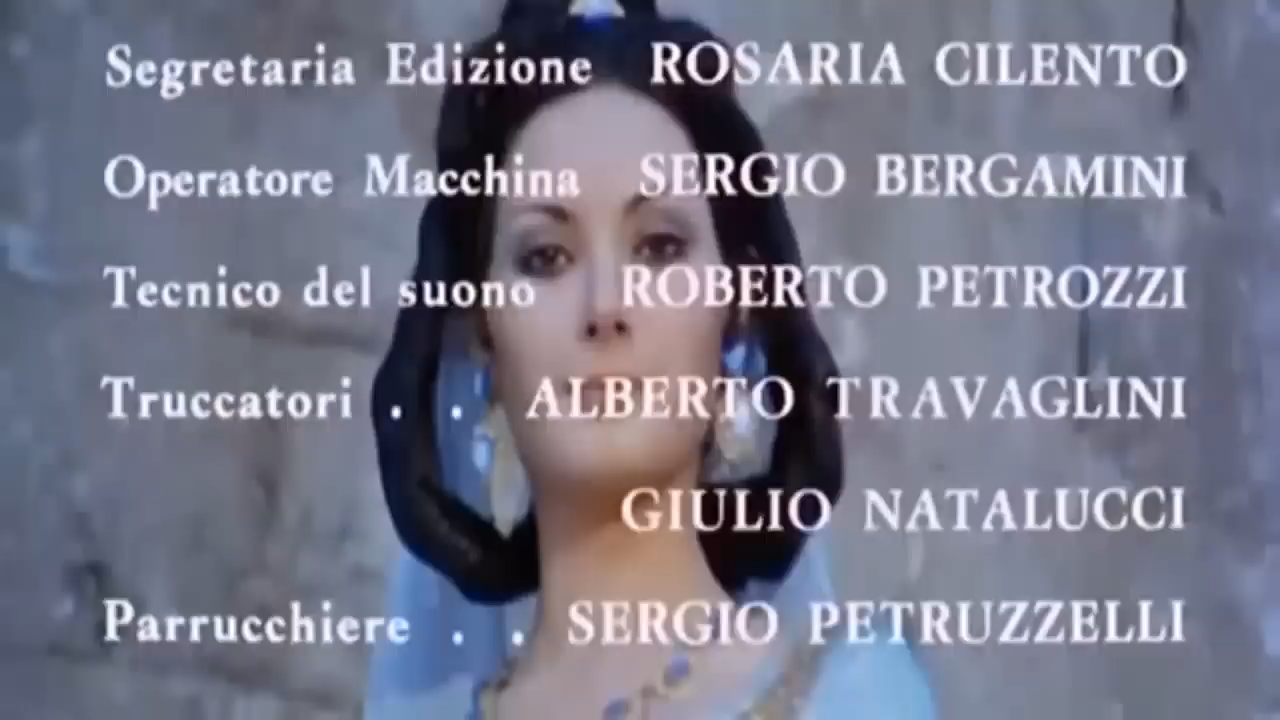 Segretaria Edizione ROSARIA CILENTO
Operatore Macchina SERGIO BERGAMINI
Tecnico del suono ROBERTO PETROZZI
Truccatori . . ALBERTO TRAVAGLINI
GIULIO NATALUCCI
Parrucchiere . . SERGIO PETRUZZELLI